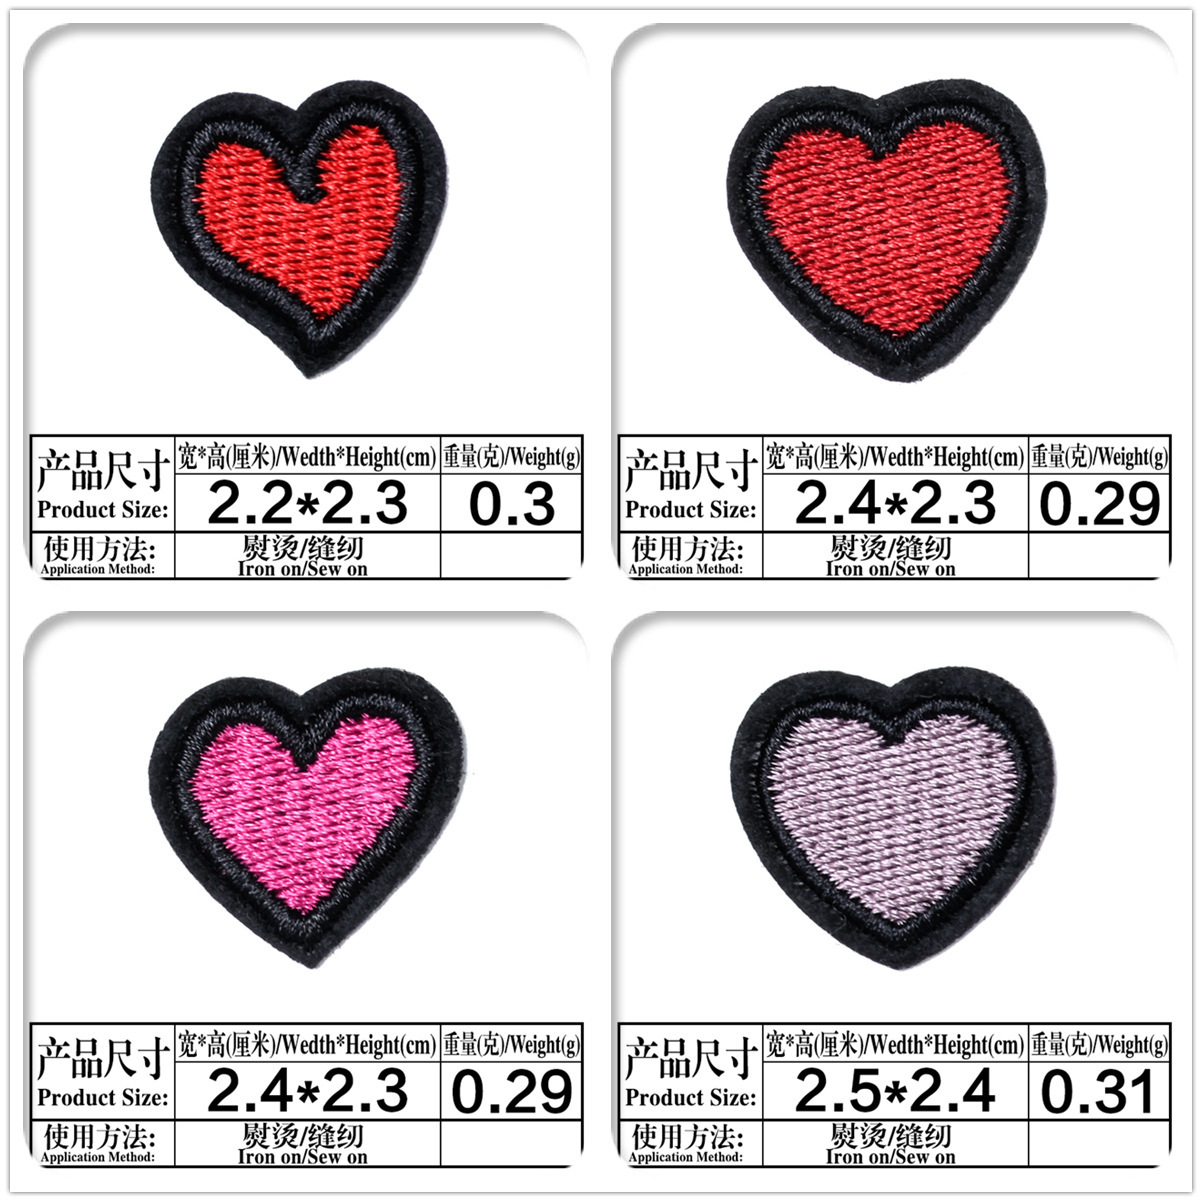 产品尺寸
Product Size:
宽*高(厘米)/Wedth*Height(cm)
重量(克)/Weight(g)
2.2*2.3
0.3
使用方法:
Application Method:
熨烫/缝纫
Iron on/Sew on
产品尺寸
Product Size:
宽*高(厘米)/Wedth*Height(cm)
重量(克)/Weight(g)
2.4*2.3
0.29
使用方法:
Application Method:
熨烫/缝纫
Iron on/Sew on
产品尺寸
Product Size:
宽*高(厘米)/Wedth*Height(cm)
重量(克)/Weight(g)
2.4*2.3
0.29
使用方法:
Application Method:
熨烫/缝纫
Iron on/Sew on
产品尺寸
Product Size:
宽*高(厘米)/Wedth*Height(cm)
重量(克)/Weight(g)
2.5*2.4
0.31
使用方法:
Application Method:
熨烫/缝纫
Iron on/Sew on